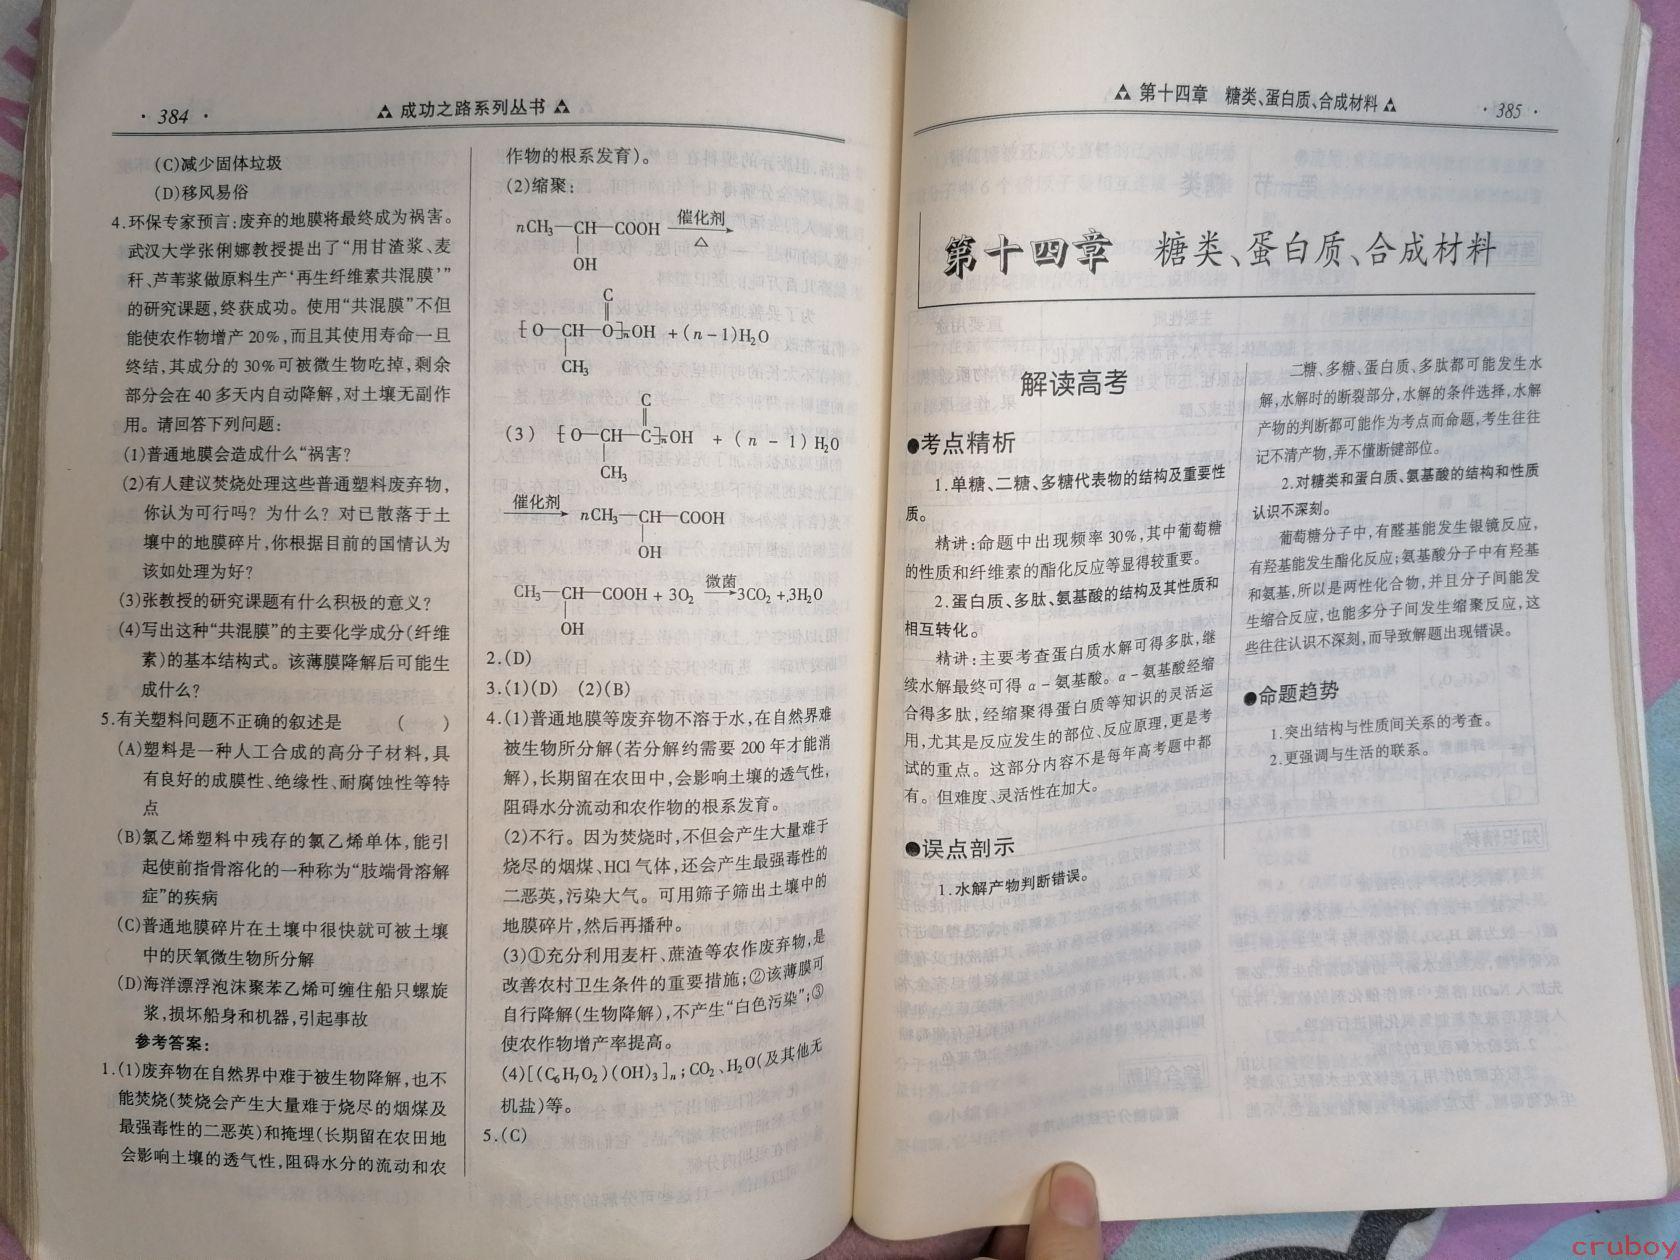 · 384 ·
成功之路系列丛书
(C)减少固体垃圾
(D)移风易俗
4.环保专家预言:废弃的地膜将最终成为祸害。
武汉大学张俐娜教授提出了“用甘渣浆、麦
秆、芦苇浆做原料生产‘再生纤维素共混膜’”
的研究课题,终获成功。使用“共混膜”不但
能使农作物增产20%,而且其使用寿命一旦
终结,其成分的30%可被微生物吃掉,剩余
部分会在40多天内自动降解,对土壤无副作
用。请回答下列问题:
(1)普通地膜会造成什么“祸害?
(2)有人建议焚烧处理这些普通塑料废弃物,
你认为可行吗? 为什么? 对已散落于土
壤中的地膜碎片,你根据目前的国情认为
该如处理为好?
(3)张教授的研究课题有什么积极的意义?
(4)写出这种“共混膜”的主要化学成分(纤维
素)的基本结构式。该薄膜降解后可能生
成什么?
5.有关塑料问题不正确的叙述是 ( )
(A)塑料是一种人工合成的高分子材料,具
有良好的成膜性、绝缘性、耐腐蚀性等特
点
(B)氯乙烯塑料中残存的氯乙烯单体,能引
起使前指骨溶化的一种称为“肢端骨溶解
症”的疾病
(C)普通地膜碎片在土壤中很快就可被土壤
中的厌氧微生物所分解
(D)海洋漂浮泡沫聚苯乙烯可缠住船只螺旋
浆,损坏船身和机器,引起事故
参考答案:
1.(1)废弃物在自然界中难于被生物降解,也不
能焚烧(焚烧会产生大量难于烧尽的烟煤及
最强毒性的二恶英)和掩埋(长期留在农田地
会影响土壤的透气性,阻碍水分的流动和农
作物的根系发育)。
(2)缩聚:
nCH₃—CH—COOH 催化剂 △ →
OH
C
[O—CH—O]ₙOH +(n-1)H₂O
CH₃
C
(3) [O—CH—C]ₙOH + (n - 1) H₂O
CH₃
催化剂 → nCH₃—CH—COOH
OH
CH₃—CH—COOH + 3O₂ 微菌 → 3CO₂ + 3H₂O
OH
2.(D)
3.(1)(D) (2)(B)
4.(1)普通地膜等废弃物不溶于水,在自然界难
被生物所分解(若分解约需要200年才能消
解),长期留在农田中,会影响土壤的透气性,
阻碍水分流动和农作物的根系发育。
(2)不行。因为焚烧时,不但会产生大量难于
烧尽的烟煤、HCl气体,还会产生最强毒性的
二恶英,污染大气。可用筛子筛出土壤中的
地膜碎片,然后再播种。
(3)①充分利用麦杆、蔗渣等农作废弃物,是
改善农村卫生条件的重要措施;②该薄膜可
自行降解(生物降解),不产生“白色污染”;③
使农作物增产率提高。
(4)[(C₆H₇O₂)(OH)₃]ₙ;CO₂、H₂O(及其他无
机盐)等。
5.(C)
第十四章 糖类、蛋白质、合成材料
· 385 ·
第十四章 糖类、蛋白质、合成材料
解读高考
●考点精析
1.单糖、二糖、多糖代表物的结构及重要性
质。
精讲:命题中出现频率30%,其中葡萄糖
的性质和纤维素的酯化反应等显得较重要。
2.蛋白质、多肽、氨基酸的结构及其性质和
相互转化。
精讲:主要考查蛋白质水解可得多肽,继
续水解最终可得α-氨基酸。α-氨基酸经缩
合得多肽,经缩聚得蛋白质等知识的灵活运
用,尤其是反应发生的部位、反应原理,更是考
试的重点。这部分内容不是每年高考题中都
有。但难度、灵活性在加大。
●误点剖示
1.水解产物判断错误。
二糖、多糖、蛋白质、多肽都可能发生水
解,水解时的断裂部分,水解的条件选择,水解
产物的判断都可能作为考点而命题,考生往往
记不清产物,弄不懂断键部位。
2.对糖类和蛋白质、氨基酸的结构和性质
认识不深刻。
葡萄糖分子中,有醛基能发生银镜反应,
有羟基能发生酯化反应;氨基酸分子中有羟基
和氨基,所以是两性化合物,并且分子间能发
生缩合反应,也能多分子间发生缩聚反应,这
些往往认识不深刻,而导致解题出现错误。
●命题趋势
1.突出结构与性质间关系的考查。
2.更强调与生活的联系。
cruboy